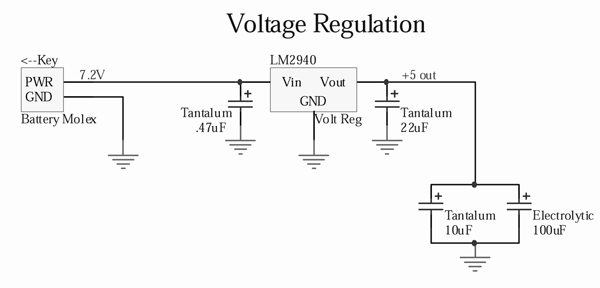 Voltage Regulation
<--Key
7.2V
LM2940
+5 out
PWR
GND
Battery Molex
Vin Vout
GND
Volt Reg
+
Tantalum
.47uF
+
Tantalum
22uF
+
Tantalum
10uF
+
Electrolytic
100uF